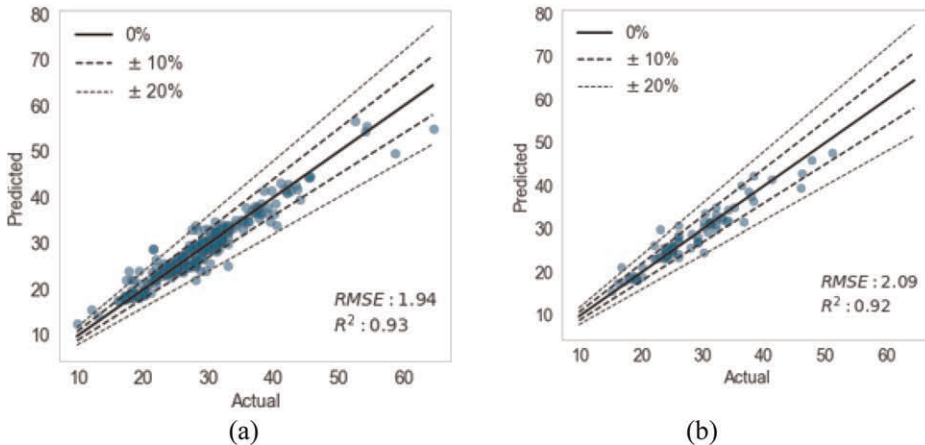 80
70
60
50
40
30
20
10
Predicted
0%
± 10%
± 20%
RMSE : 1.94
R² : 0.93
10 20 30 40 50 60
Actual
(a)
80
70
60
50
40
30
20
10
Predicted
0%
± 10%
± 20%
RMSE : 2.09
R² : 0.92
10 20 30 40 50 60
Actual
(b)